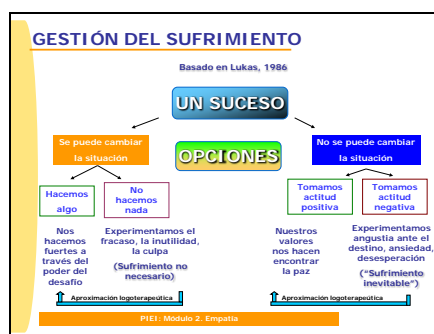 GESTIÓN DEL SUFRIMIENTO
Basado en Lukas, 1986
UN SUCESO
Se puede cambiar
la situación
OPCIONES
No se puede cambiar
la situación
Hacemos
algo
No
hacemos
nada
Tomamos
actitud
positiva
Tomamos
actitud
negativa
Nos
hacemos
fuertes a
través del
poder del
desafío
Experimentamos el
fracaso, la inutilidad,
la culpa
(Sufrimiento no
necesario)
Nuestros
valores
nos hacen
encontrar
la paz
Experimentamos
angustia ante el
destino, ansiedad,
desesperación
("Sufrimiento
inevitable")
Aproximación logoterapeútica
Aproximación logoterapeútica
PIEI: Módulo 2. Empatía